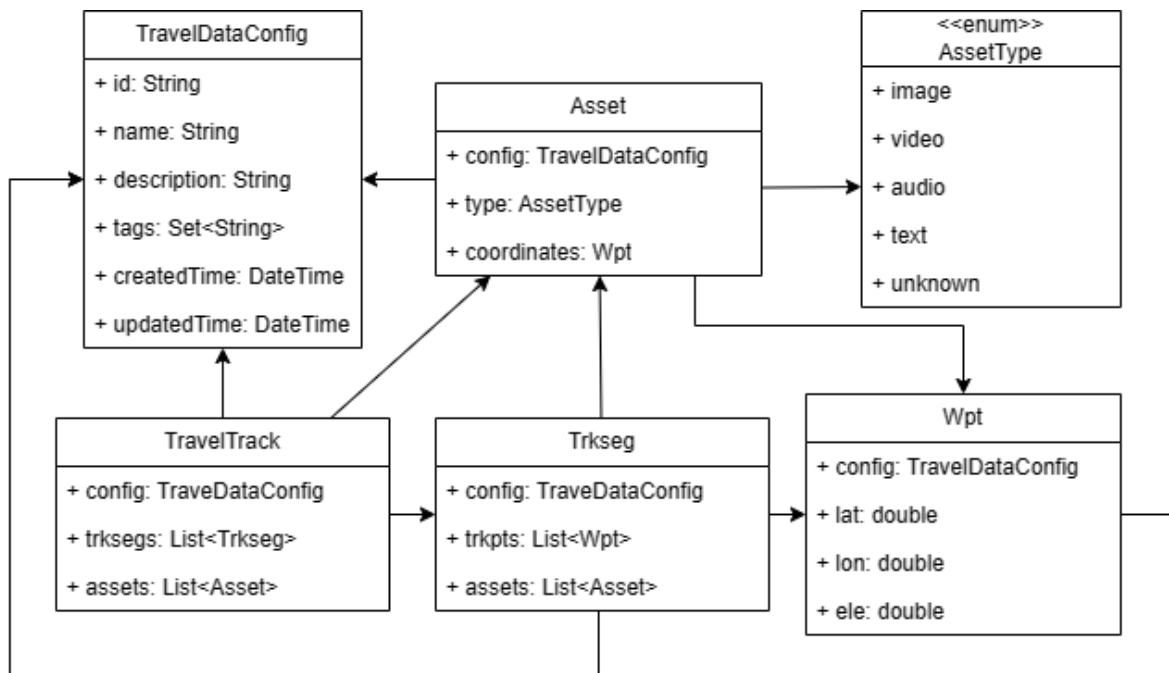 TravelDataConfig
+ id: String
+ name: String
+ description: String
+ tags: Set<String>
+ createdTime: DateTime
+ updatedTime: DateTime
Asset
+ config: TravelDataConfig
+ type: AssetType
+ coordinates: Wpt
<<enum>>
AssetType
+ image
+ video
+ audio
+ text
+ unknown
TravelTrack
+ config: TraveDataConfig
+ trksegs: List<Trkseg>
+ assets: List<Asset>
Trkseg
+ config: TraveDataConfig
+ trkpts: List<Wpt>
+ assets: List<Asset>
Wpt
+ config: TravelDataConfig
+ lat: double
+ lon: double
+ ele: double